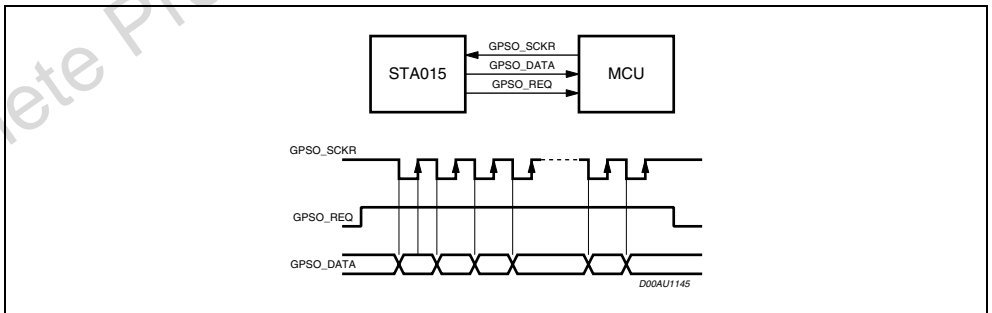 GPSO_SCKR
STA015
GPSO_DATA
MCU
GPSO_REQ
GPSO_SCKR
GPSO_REQ
GPSO_DATA
D00AU1145